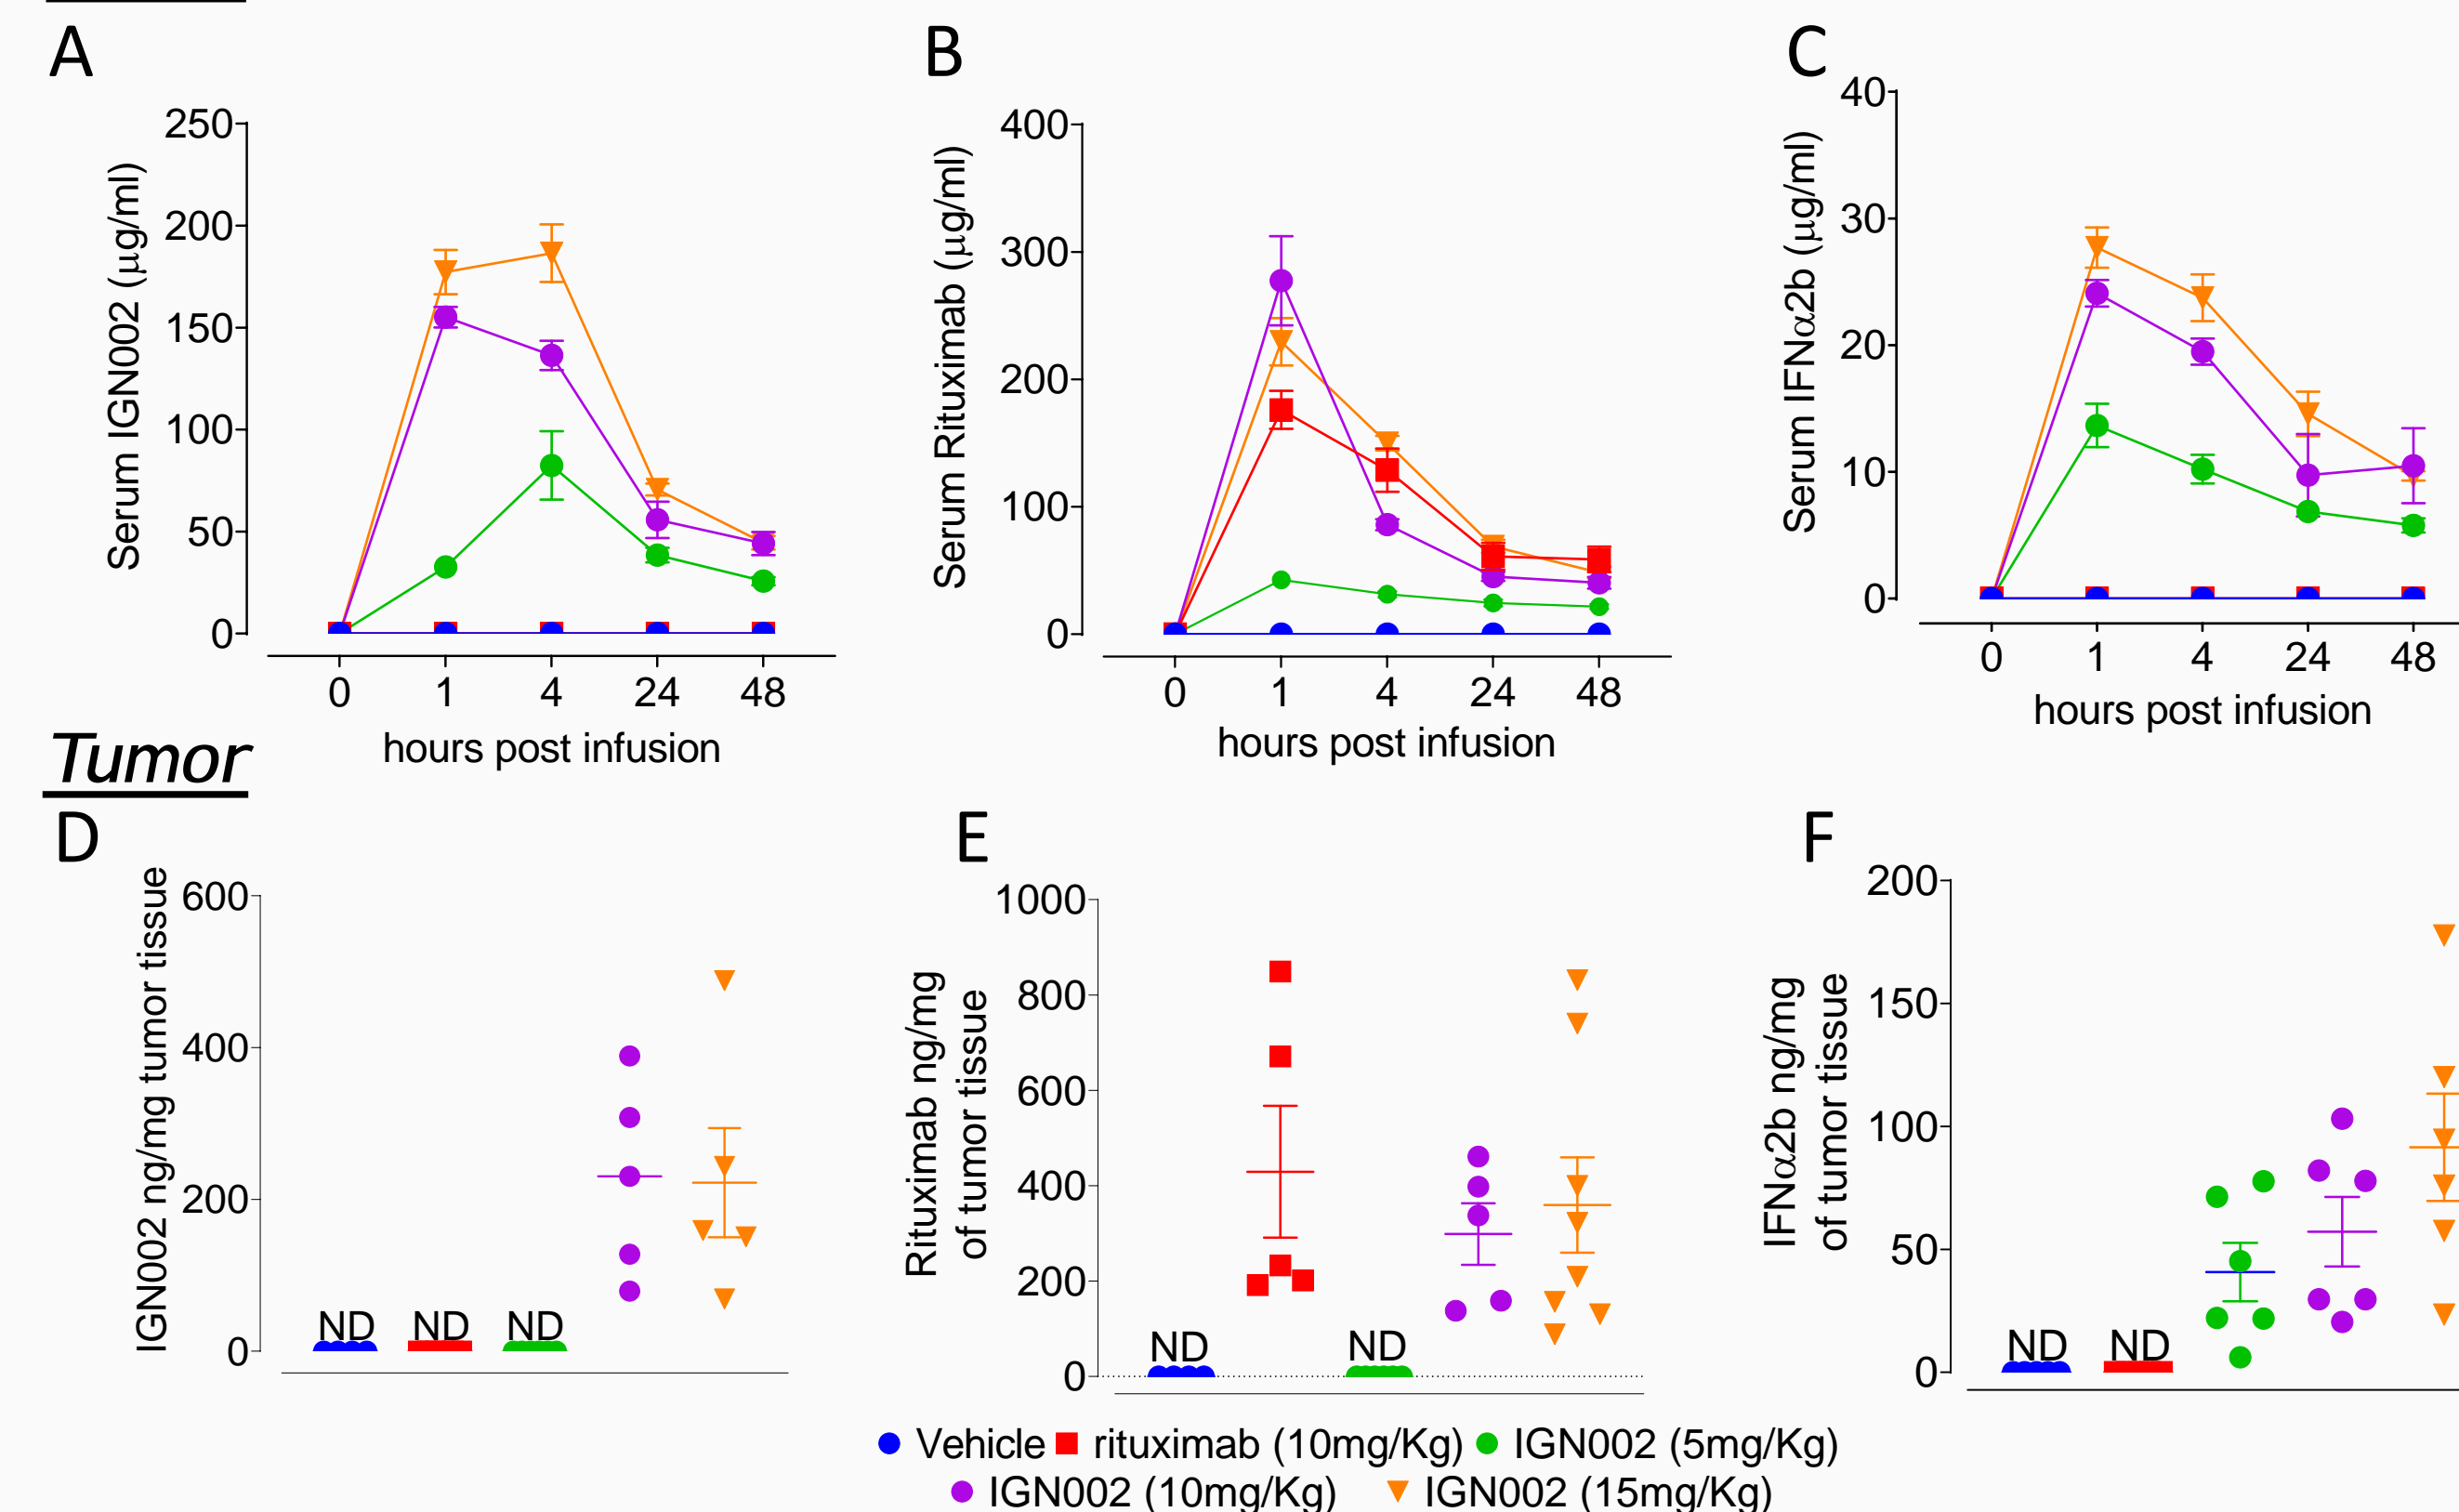 A
B
C
250
200
150
100
50
0
Serum IGN002 (µg/ml)
0 1 4 24 48
hours post infusion
400
300
200
100
0
Serum Rituximab (µg/ml)
0 1 4 24 48
hours post infusion
40
30
20
10
0
Serum IFNα2b (µg/ml)
0 1 4 24 48
hours post infusion
Tumor
D
E
F
600
400
200
0
IGN002 ng/mg tumor tissue
ND ND ND
1000
800
600
400
200
0
Rituximab ng/mg
of tumor tissue
ND ND
200
150
100
50
0
IFNα2b ng/mg
of tumor tissue
ND ND
Vehicle rituximab (10mg/Kg) IGN002 (5mg/Kg)
IGN002 (10mg/Kg) IGN002 (15mg/Kg)